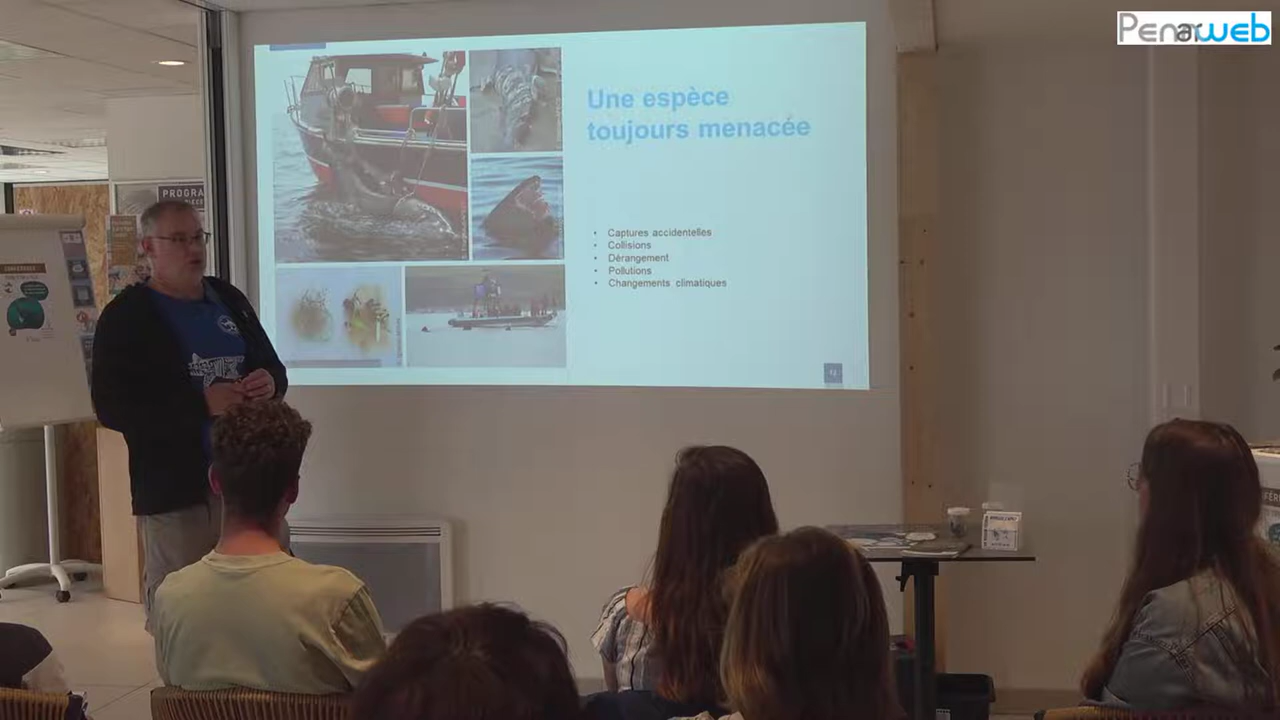 Penarweb
Une espèce
toujours menacée
• Captures accidentelles
• Collisions
• Dérangement
• Pollutions
• Changements climatiques
PROGRA